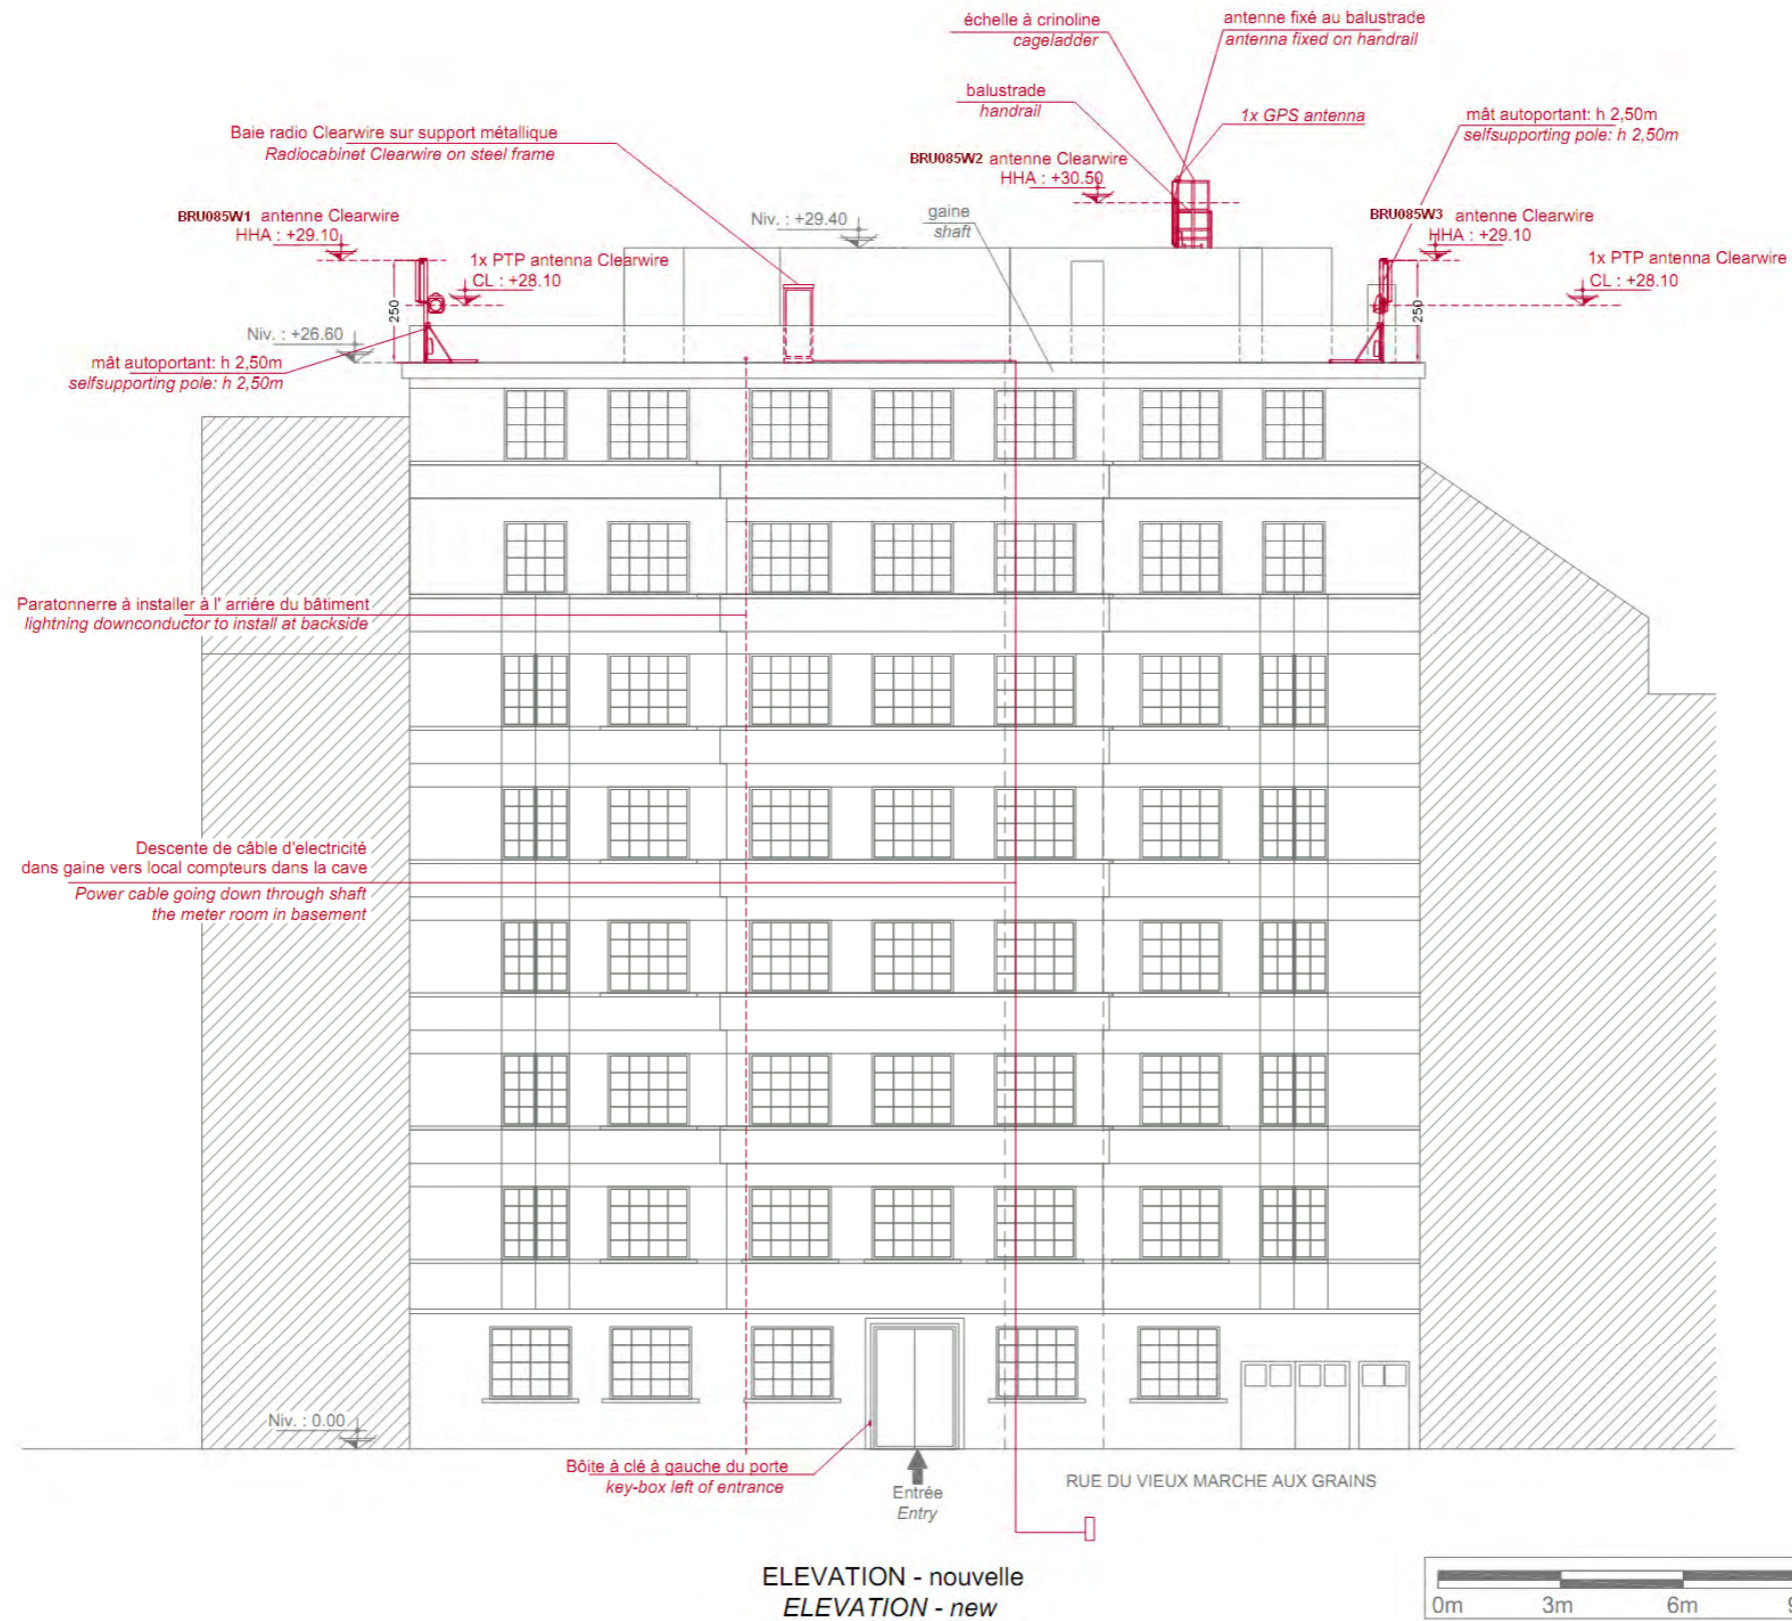 échelle à crinoline
cageladder
antenne fixé au balustrade
antenna fixed on handrail
balustrade
handrail
1x GPS antenna
mât autoportant: h 2,50m
selfsupporting pole: h 2,50m
Baie radio Clearwire sur support métallique
Radiocabinet Clearwire on steel frame
BRU085W2 antenne Clearwire
HHA : +30.50
BRU085W1 antenne Clearwire
HHA : +29.10
Niv. : +29.40
gaine
shaft
BRU085W3 antenne Clearwire
HHA : +29.10
1x PTP antenna Clearwire
CL : +28.10
1x PTP antenna Clearwire
CL : +28.10
250
250
Niv. : +26.60
mât autoportant: h 2,50m
selfsupporting pole: h 2,50m
Paratonnerre à installer à l' arriére du bâtiment
lightning downconductor to install at backside
Descente de câble d'electricité
dans gaine vers local compteurs dans la cave
Power cable going down through shaft
the meter room in basement
Niv. : 0.00
Bôite à clé à gauche du porte
key-box left of entrance
Entrée
Entry
RUE DU VIEUX MARCHE AUX GRAINS
ELEVATION - nouvelle
ELEVATION - new
0m 3m 6m